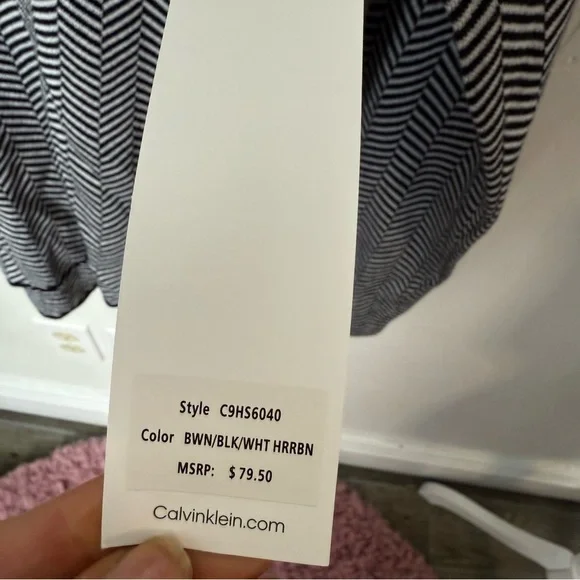 Style C9HS6040
Color BWN/BLK/WHT HRRBN
MSRP: $79.50
Calvinklein.com